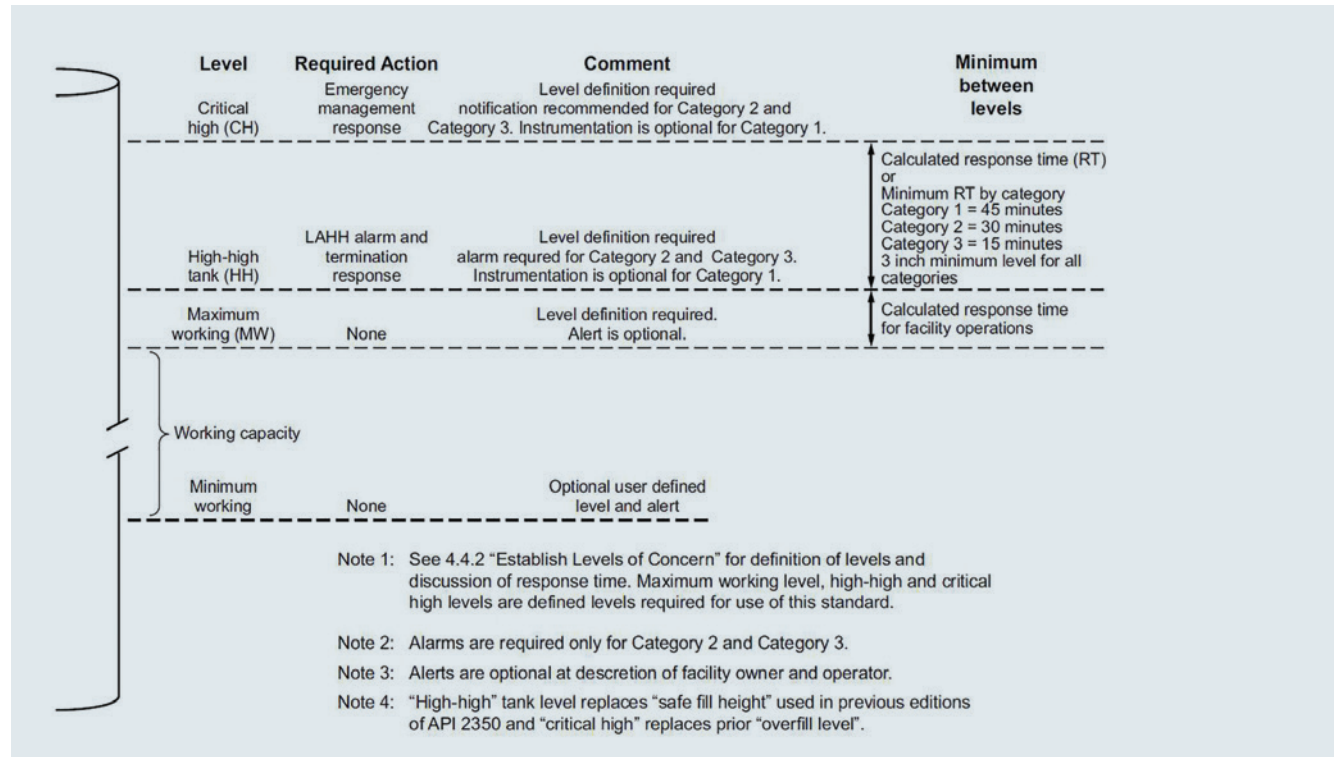 Level Required Action Comment Minimum
between
levels
Critical
high (CH)
Emergency
management
response
Level definition required
notification recommended for Category 2 and
Category 3. Instrumentation is optional for Category 1.
Calculated response time (RT)
or
Minimum RT by category
Category 1 = 45 minutes
Category 2 = 30 minutes
Category 3 = 15 minutes
3 inch minimum level for all
categories
High-high
tank (HH)
LAHH alarm and
termination
response
Level definition required
alarm requred for Category 2 and Category 3.
Instrumentation is optional for Category 1.
Maximum
working (MW)
None
Level definition required.
Alert is optional.
Calculated response time
for facility operations
Working capacity
Minimum
working
None
Optional user defined
level and alert
Note 1: See 4.4.2 “Establish Levels of Concern” for definition of levels and
discussion of response time. Maximum working level, high-high and critical
high levels are defined levels required for use of this standard.
Note 2: Alarms are required only for Category 2 and Category 3.
Note 3: Alerts are optional at descretion of facility owner and operator.
Note 4: “High-high” tank level replaces “safe fill height” used in previous editions
of API 2350 and “critical high” replaces prior “overfill level”.